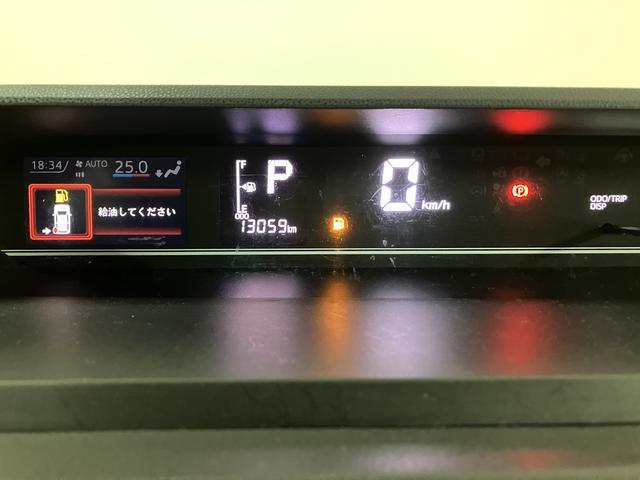 18:34 AUTO 25.0
給油してください
F
P
E
ODO
13059km
0 km/h
(P)
ODO/TRIP
DISP